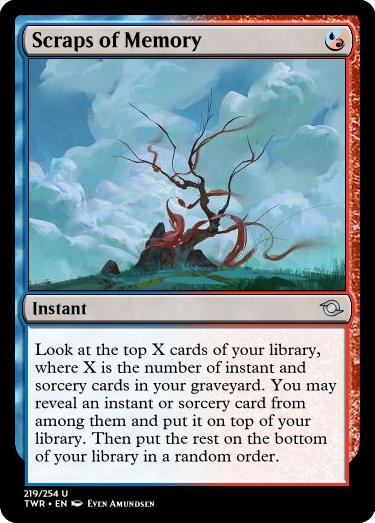 Scraps of Memory
Instant
Look at the top X cards of your library,
where X is the number of instant and
sorcery cards in your graveyard. You may
reveal an instant or sorcery card from
among them and put it on top of your
library. Then put the rest on the bottom
of your library in a random order.
219/254 U
TWR • EN Even Amundsen